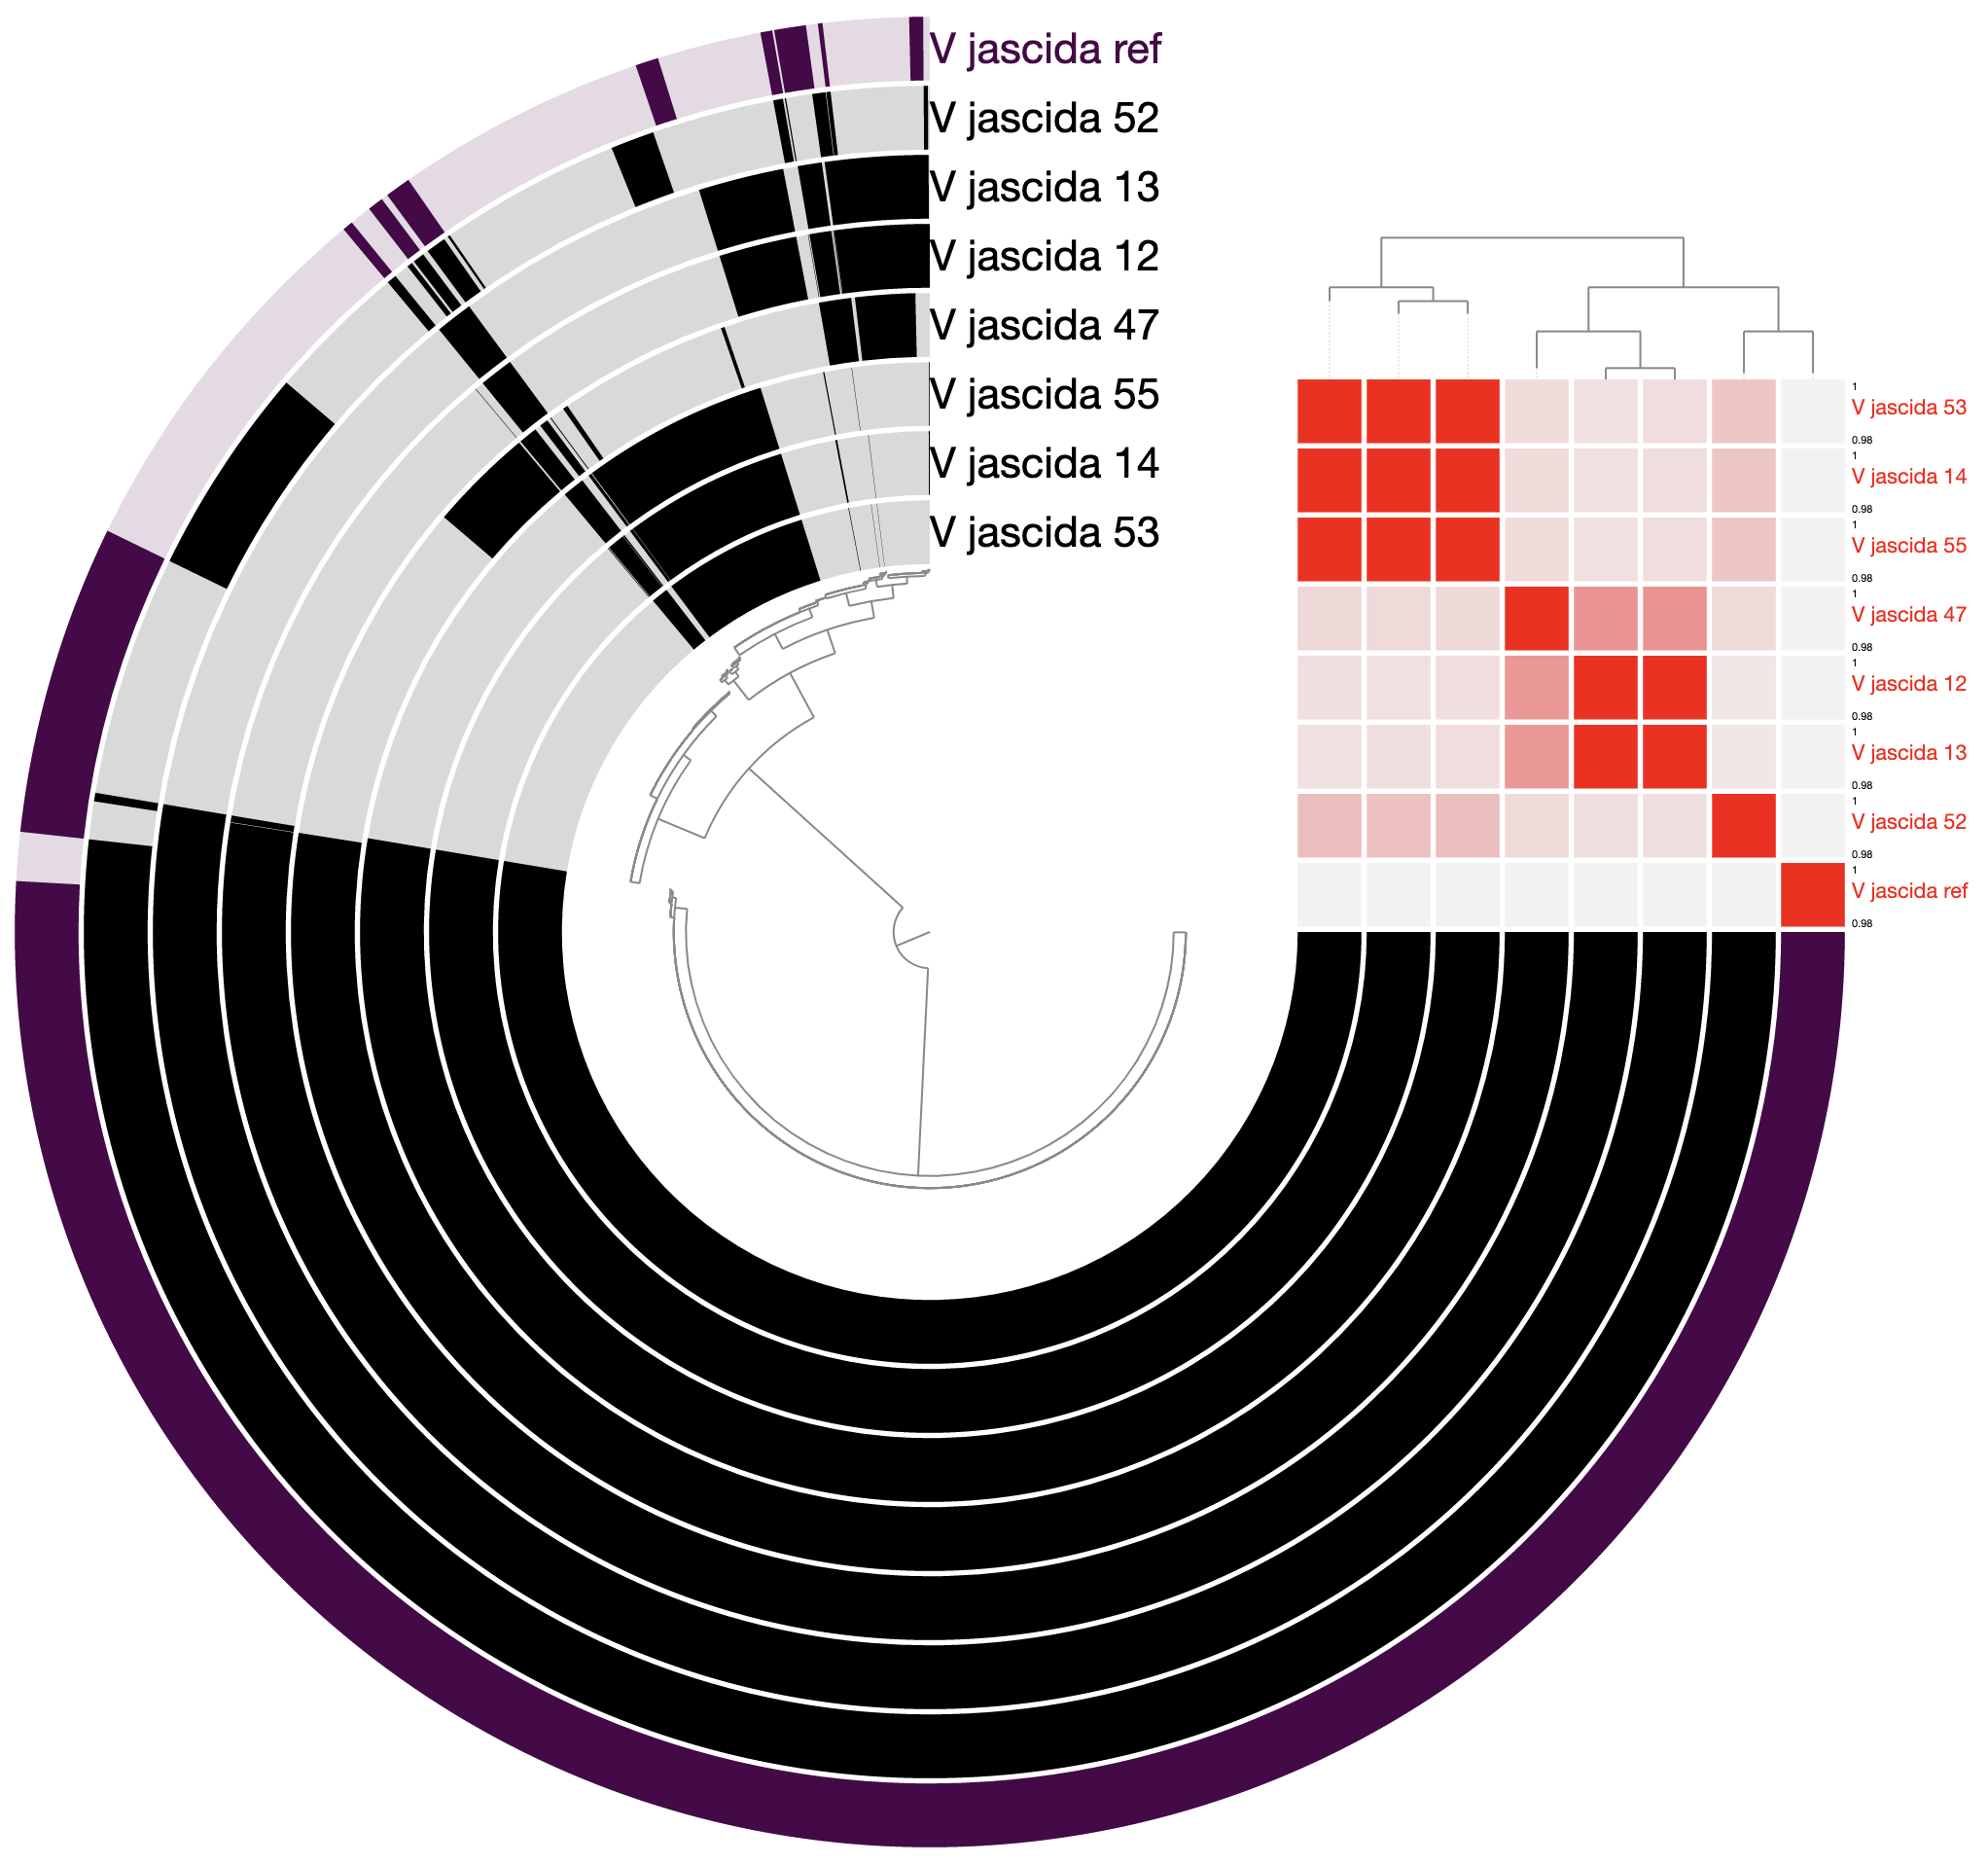 V jascida ref
V jascida 52
V jascida 13
V jascida 12
V jascida 47
V jascida 55
V jascida 14
V jascida 53
1
V jascida 53
0.98
1
V jascida 14
0.98
1
V jascida 55
0.98
1
V jascida 47
0.98
1
V jascida 12
0.98
1
V jascida 13
0.98
1
V jascida 52
0.98
1
V jascida ref
0.98